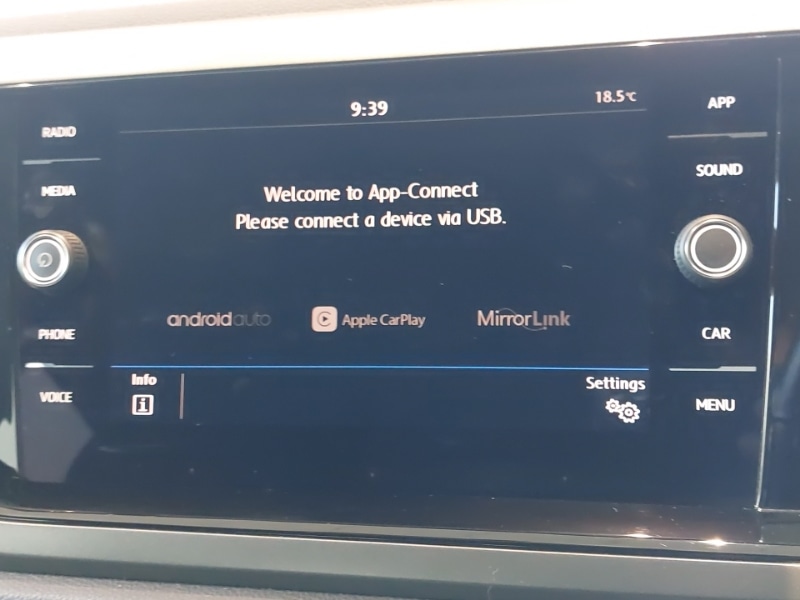 9:39
18.5°C
RADIO
MEDIA
PHONE
VOICE
Welcome to App-Connect
Please connect a device via USB.
androidauto
Apple CarPlay
MirrorLink
Info
i
Settings
APP
SOUND
CAR
MENU